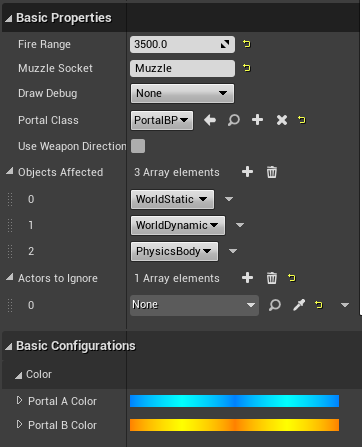 Basic Properties
Fire Range 3500.0
Muzzle Socket Muzzle
Draw Debug None
Portal Class PortalBP
Use Weapon Direction
Objects Affected 3 Array elements
0 WorldStatic
1 WorldDynamic
2 PhysicsBody
Actors to Ignore 1 Array elements
0 None
Basic Configurations
Color
Portal A Color
Portal B Color